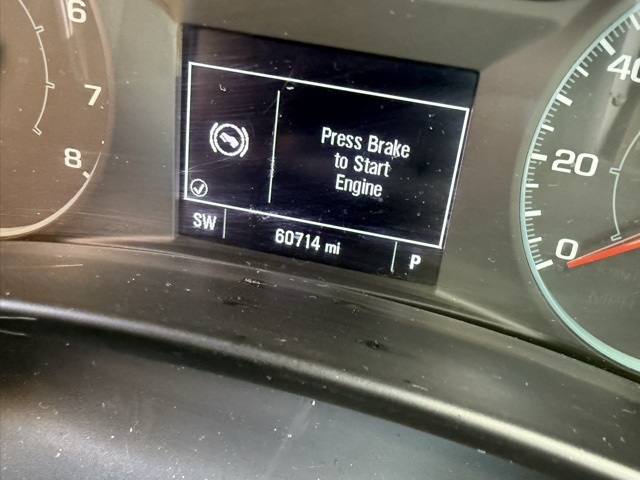 6
7
8
Press Brake
to Start
Engine
SW
60714 mi
P
40
20
0